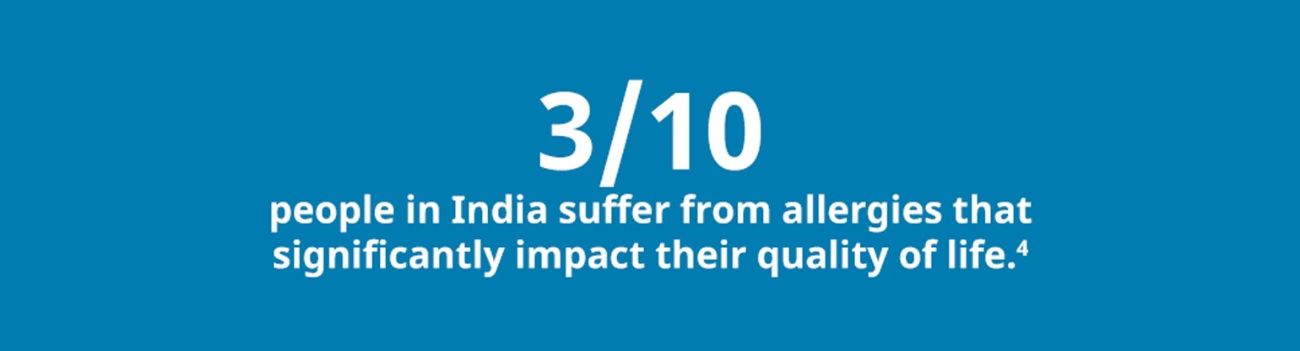 3/10
people in India suffer from allergies that
significantly impact their quality of life.⁴